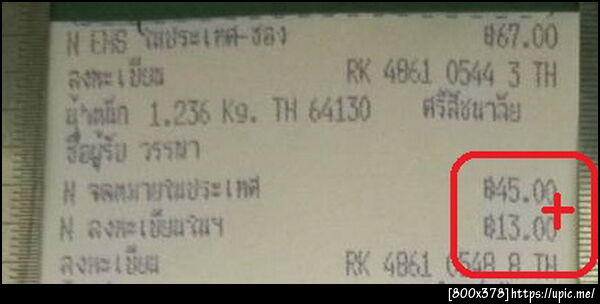 N EMS ในประเทศ-ซอง ฿67.00
ลงทะเบียน RK 4861 0544 3 TH
น้ำหนัก 1.236 Kg. TH 64130 ศรีสัชนาลัย
ชื่อผู้รับ วรรษา
N จดหมายในประเทศ ฿45.00
N ลงทะเบียนในฯ ฿13.00
ลงทะเบียน RK 4861 0548 8 TH
[800x378]https://upic.me/